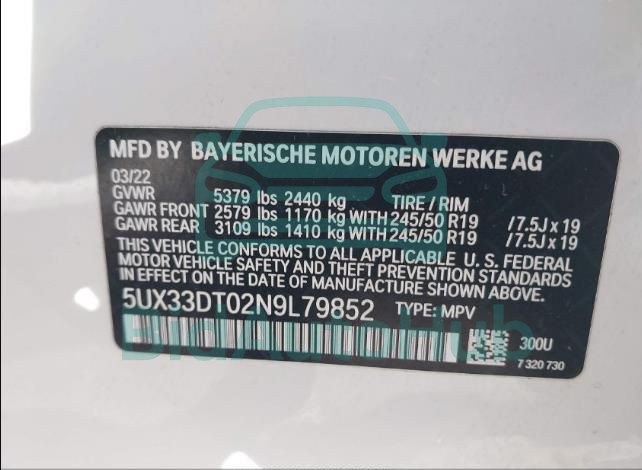 MFD BY BAYERISCHE MOTOREN WERKE AG
03/22
GVWR 5379 lbs 2440 kg TIRE / RIM
GAWR FRONT 2579 lbs 1170 kg WITH 245/50 R19 /7.5J x 19
GAWR REAR 3109 lbs 1410 kg WITH 245/50 R19 /7.5J x 19
THIS VEHICLE CONFORMS TO ALL APPLICABLE U. S. FEDERAL
MOTOR VEHICLE SAFETY AND THEFT PREVENTION STANDARDS
IN EFFECT ON THE DATE OF MANUFACTURE SHOWN ABOVE.
5UX33DT02N9L79852 TYPE: MPV
BidAutoHub
300U
7 320 730